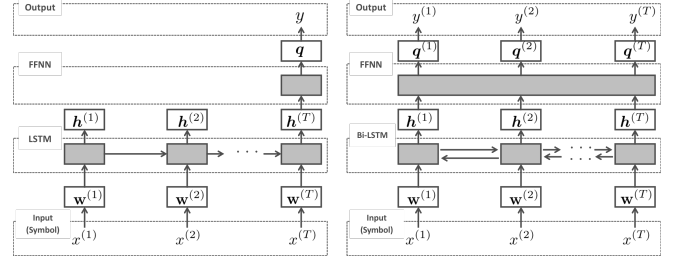 Output
y
q
FFNN
h^(1) h^(2) h^(T)
LSTM
· · ·
w^(1) w^(2) w^(T)
Input
(Symbol)
x^(1) x^(2) x^(T)
Output
y^(1) y^(2) y^(T)
q^(1) q^(2) q^(T)
FFNN
h^(1) h^(2) h^(T)
Bi-LSTM
· · ·
· · ·
w^(1) w^(2) w^(T)
Input
(Symbol)
x^(1) x^(2) x^(T)